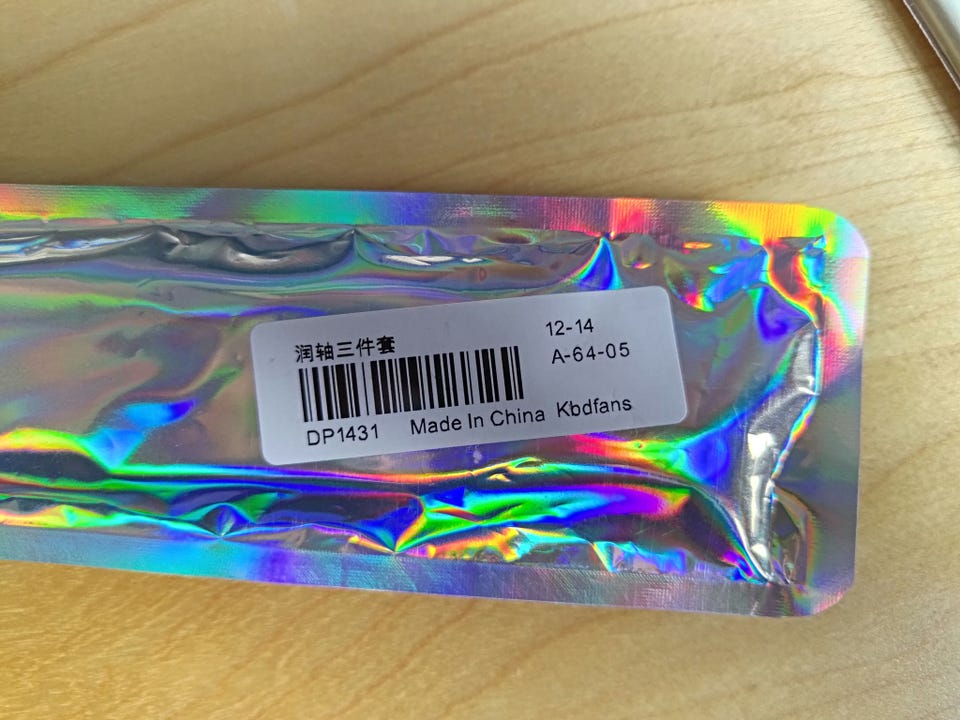 润轴三件套
12-14
A-64-05
DP1431 Made In China Kbdfans